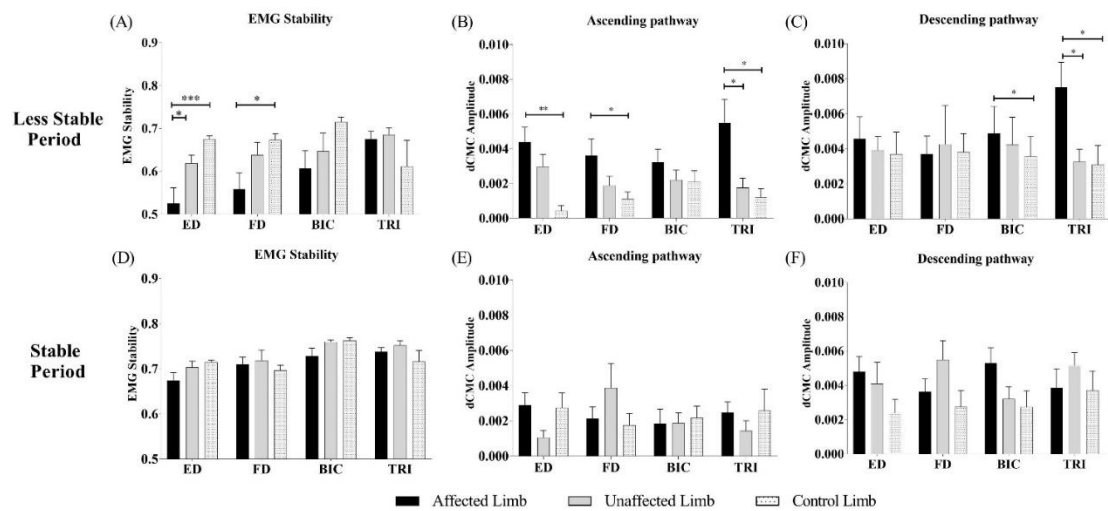 (A)
EMG Stability
(B)
Ascending pathway
(C)
Descending pathway
Less Stable
Period
EMG Stability
0.9
0.8
0.7
0.6
0.5
*
***
*
ED
FD
BIC
TRI
dCMC Amplitude
0.010
0.008
0.006
0.004
0.002
0.000
**
*
*
*
ED
FD
BIC
TRI
dCMC Amplitude
0.010
0.008
0.006
0.004
0.002
0.000
*
*
*
ED
FD
BIC
TRI
(D)
EMG Stability
(E)
Ascending pathway
(F)
Descending pathway
Stable
Period
EMG Stability
0.9
0.8
0.7
0.6
0.5
ED
FD
BIC
TRI
dCMC Amplitude
0.010
0.008
0.006
0.004
0.002
0.000
ED
FD
BIC
TRI
dCMC Amplitude
0.010
0.008
0.006
0.004
0.002
0.000
ED
FD
BIC
TRI
Affected Limb
Unaffected Limb
Control Limb